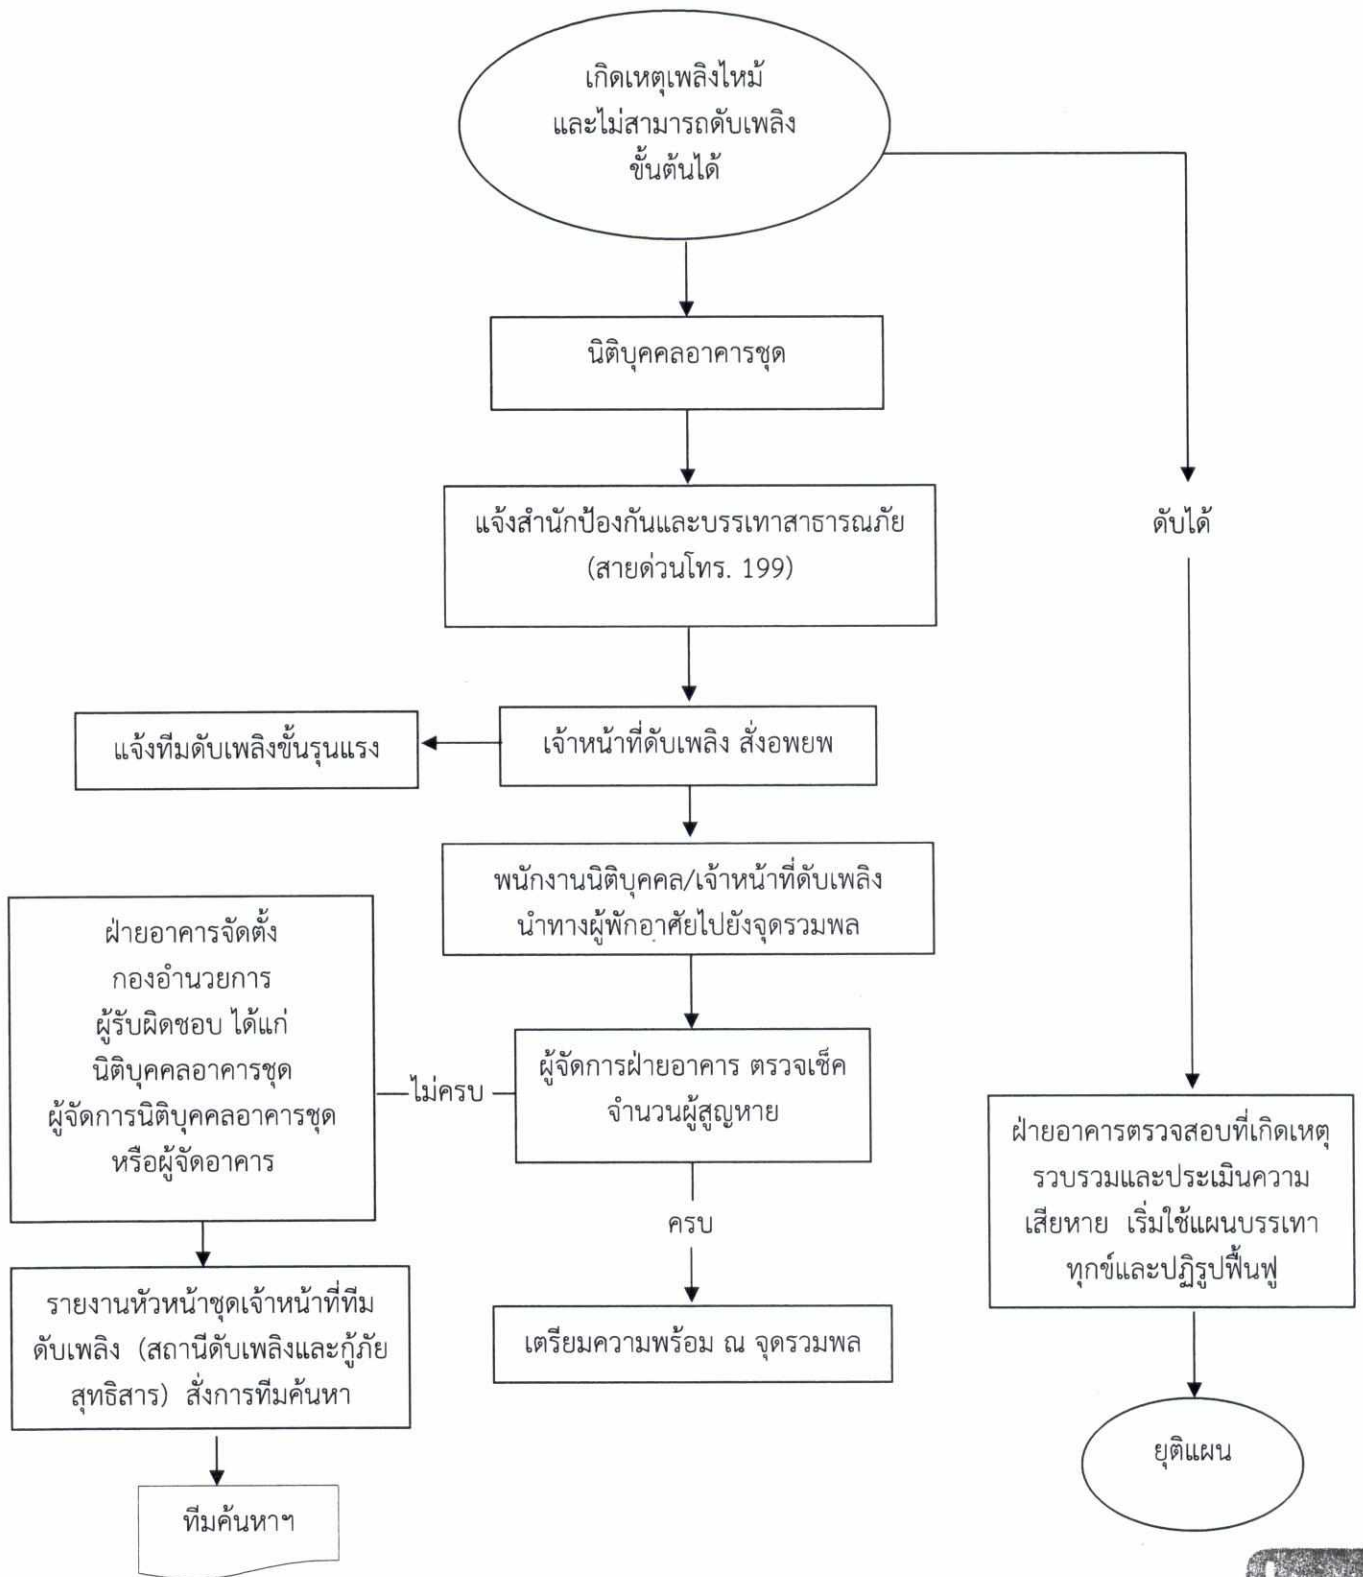 เกิดเหตุเพลิงไหม้
และไม่สามารถดับเพลิง
ขั้นต้นได้
นิติบุคคลอาคารชุด
แจ้งสำนักป้องกันและบรรเทาสาธารณภัย
(สายด่วนโทร. 199)
ดับได้
แจ้งทีมดับเพลิงขั้นรุนแรง
เจ้าหน้าที่ดับเพลิง สั่งอพยพ
พนักงานนิติบุคคล/เจ้าหน้าที่ดับเพลิง
นำทางผู้พักอาศัยไปยังจุดรวมพล
ฝ่ายอาคารจัดตั้ง
กองอำนวยการ
ผู้รับผิดชอบ ได้แก่
นิติบุคคลอาคารชุด
ผู้จัดการนิติบุคคลอาคารชุด
หรือผู้จัดอาคาร
ไม่ครบ
ผู้จัดการฝ่ายอาคาร ตรวจเช็ค
จำนวนผู้สูญหาย
ฝ่ายอาคารตรวจสอบที่เกิดเหตุ
รวบรวมและประเมินความ
เสียหาย เริ่มใช้แผนบรรเทา
ทุกข์และปฏิรูปฟื้นฟู
ครบ
รายงานหัวหน้าชุดเจ้าหน้าที่ทีม
ดับเพลิง (สถานีดับเพลิงและกู้ภัย
สุทธิสาร) สั่งการทีมค้นหา
เตรียมความพร้อม ณ จุดรวมพล
ยุติแผน
ทีมค้นหาฯ